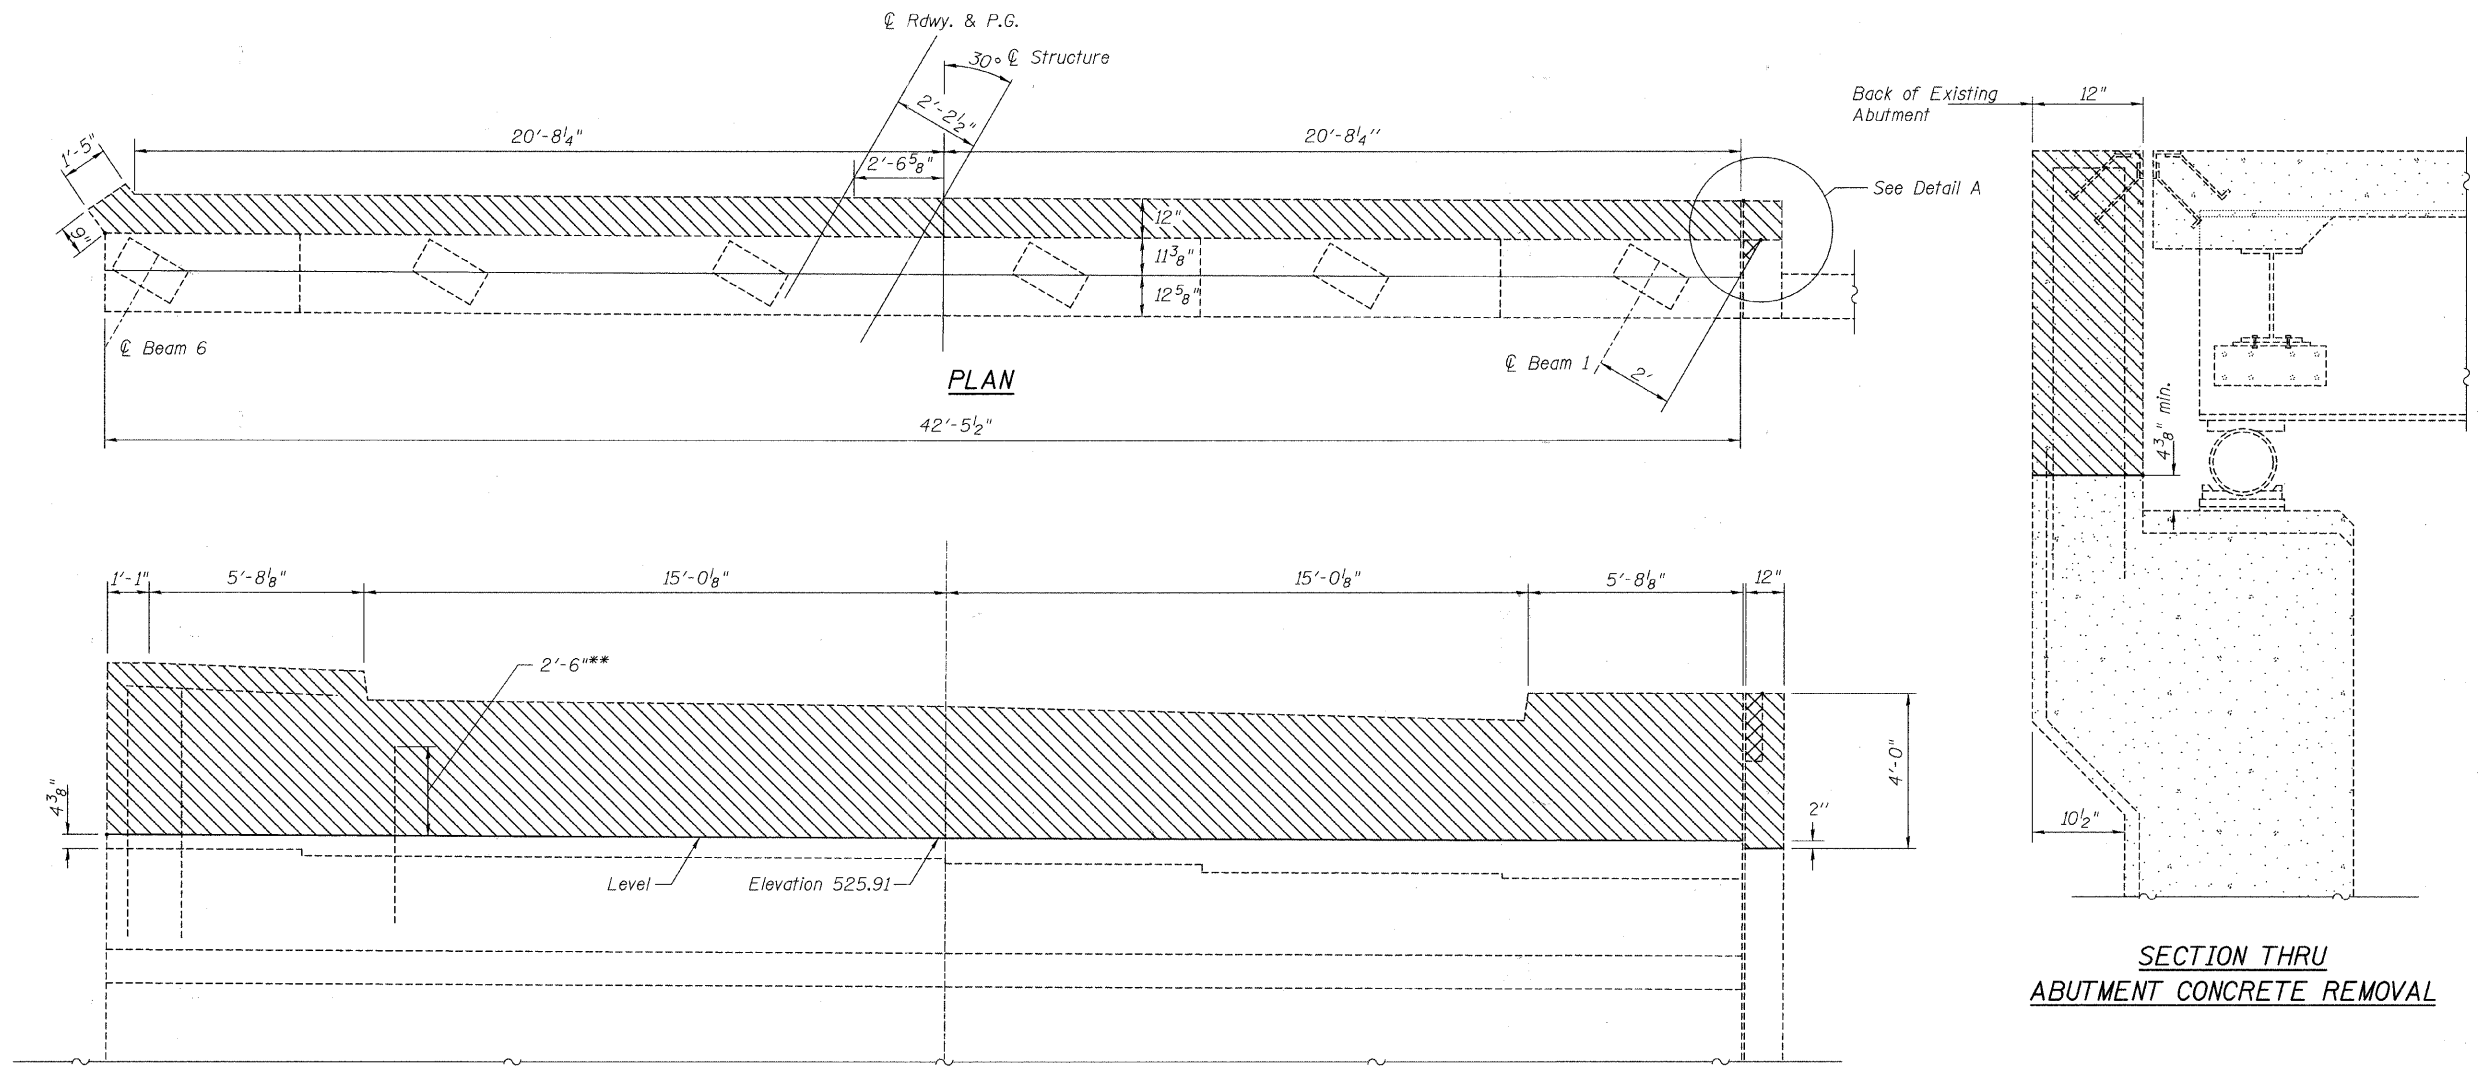 ℄ Rdwy. & P.G.
30° ℄ Structure
2'-2½"
20'-8¼"
20'-8¼"
2'-6⅝"
1'-5"
9"
12"
11⅜"
12⅝"
See Detail A
℄ Beam 6
℄ Beam 1
2'
PLAN
42'-5½"
Back of Existing
Abutment
12"
4⅜" min.
10½"
SECTION THRU
ABUTMENT CONCRETE REMOVAL
1'-1"
5'-8⅛"
15'-0⅛"
15'-0⅛"
5'-8⅛"
12"
2'-6"**
4⅜"
4'-0"
2"
Level
Elevation 525.91